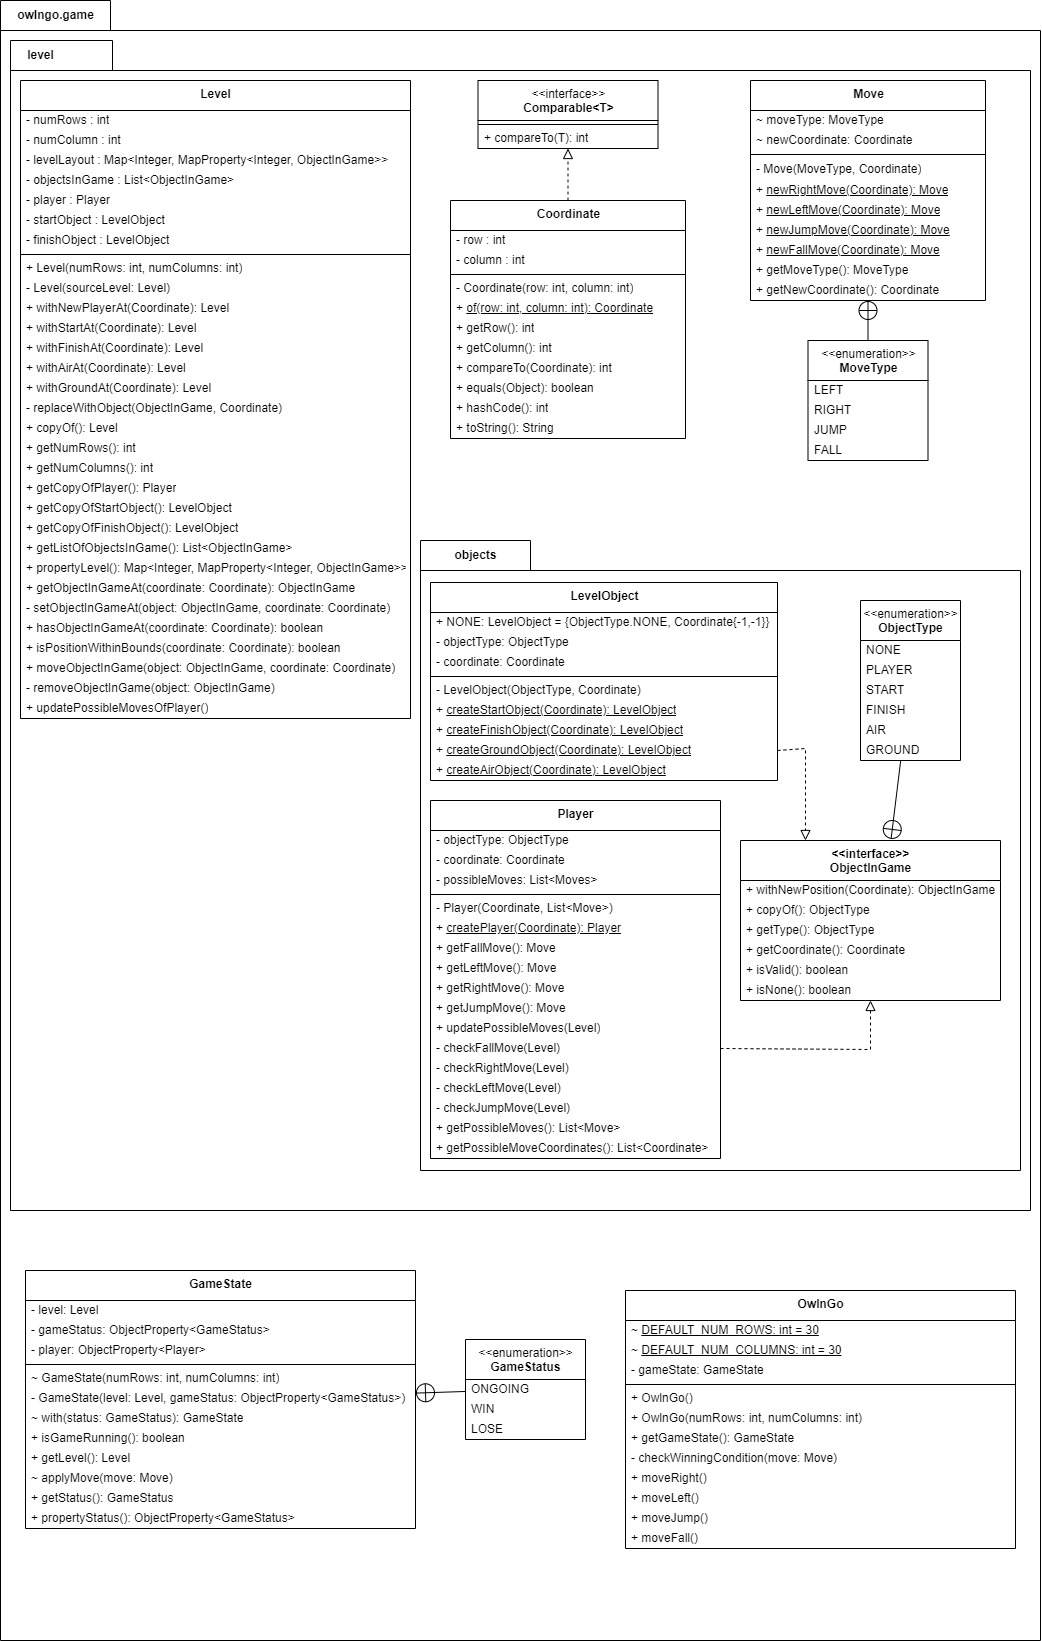 owIngo.game
level
Level
- numRows : int
- numColumn : int
- levelLayout : Map<Integer, MapProperty<Integer, ObjectInGame>>
- objectsInGame : List<ObjectInGame>
- player : Player
- startObject : LevelObject
- finishObject : LevelObject
+ Level(numRows: int, numColumns: int)
- Level(sourceLevel: Level)
+ withNewPlayerAt(Coordinate): Level
+ withStartAt(Coordinate): Level
+ withFinishAt(Coordinate): Level
+ withAirAt(Coordinate): Level
+ withGroundAt(Coordinate): Level
- replaceWithObject(ObjectInGame, Coordinate)
+ copyOf(): Level
+ getNumRows(): int
+ getNumColumns(): int
+ getCopyOfPlayer(): Player
+ getCopyOfStartObject(): LevelObject
+ getCopyOfFinishObject(): LevelObject
+ getListOfObjectsInGame(): List<ObjectInGame>
+ propertyLevel(): Map<Integer, MapProperty<Integer, ObjectInGame>>
+ getObjectInGameAt(coordinate: Coordinate): ObjectInGame
- setObjectInGameAt(object: ObjectInGame, coordinate: Coordinate)
+ hasObjectInGameAt(coordinate: Coordinate): boolean
+ isPositionWithinBounds(coordinate: Coordinate): boolean
+ moveObjectInGame(object: ObjectInGame, coordinate: Coordinate)
- removeObjectInGame(object: ObjectInGame)
+ updatePossibleMovesOfPlayer()
<<interface>>
Comparable<T>
+ compareTo(T): int
Coordinate
- row : int
- column : int
- Coordinate(row: int, column: int)
+ of(row: int, column: int): Coordinate
+ getRow(): int
+ getColumn(): int
+ compareTo(Coordinate): int
+ equals(Object): boolean
+ hashCode(): int
+ toString(): String
Move
~ moveType: MoveType
~ newCoordinate: Coordinate
- Move(MoveType, Coordinate)
+ newRightMove(Coordinate): Move
+ newLeftMove(Coordinate): Move
+ newJumpMove(Coordinate): Move
+ newFallMove(Coordinate): Move
+ getMoveType(): MoveType
+ getNewCoordinate(): Coordinate
<<enumeration>>
MoveType
LEFT
RIGHT
JUMP
FALL
objects
LevelObject
+ NONE: LevelObject = {ObjectType.NONE, Coordinate{-1,-1}}
- objectType: ObjectType
- coordinate: Coordinate
- LevelObject(ObjectType, Coordinate)
+ createStartObject(Coordinate): LevelObject
+ createFinishObject(Coordinate): LevelObject
+ createGroundObject(Coordinate): LevelObject
+ createAirObject(Coordinate): LevelObject
<<enumeration>>
ObjectType
NONE
PLAYER
START
FINISH
AIR
GROUND
Player
- objectType: ObjectType
- coordinate: Coordinate
- possibleMoves: List<Moves>
- Player(Coordinate, List<Move>)
+ createPlayer(Coordinate): Player
+ getFallMove(): Move
+ getLeftMove(): Move
+ getRightMove(): Move
+ getJumpMove(): Move
+ updatePossibleMoves(Level)
- checkFallMove(Level)
- checkRightMove(Level)
- checkLeftMove(Level)
- checkJumpMove(Level)
+ getPossibleMoves(): List<Move>
+ getPossibleMoveCoordinates(): List<Coordinate>
<<interface>>
ObjectInGame
+ withNewPosition(Coordinate): ObjectInGame
+ copyOf(): ObjectType
+ getType(): ObjectType
+ getCoordinate(): Coordinate
+ isValid(): boolean
+ isNone(): boolean
GameState
- level: Level
- gameStatus: ObjectProperty<GameStatus>
- player: ObjectProperty<Player>
~ GameState(numRows: int, numColumns: int)
- GameState(level: Level, gameStatus: ObjectProperty<GameStatus>)
~ with(status: GameStatus): GameState
+ isGameRunning(): boolean
+ getLevel(): Level
~ applyMove(move: Move)
+ getStatus(): GameStatus
+ propertyStatus(): ObjectProperty<GameStatus>
<<enumeration>>
GameStatus
ONGOING
WIN
LOSE
OwInGo
~ DEFAULT_NUM_ROWS: int = 30
~ DEFAULT_NUM_COLUMNS: int = 30
- gameState: GameState
+ OwInGo()
+ OwInGo(numRows: int, numColumns: int)
+ getGameState(): GameState
- checkWinningCondition(move: Move)
+ moveRight()
+ moveLeft()
+ moveJump()
+ moveFall()